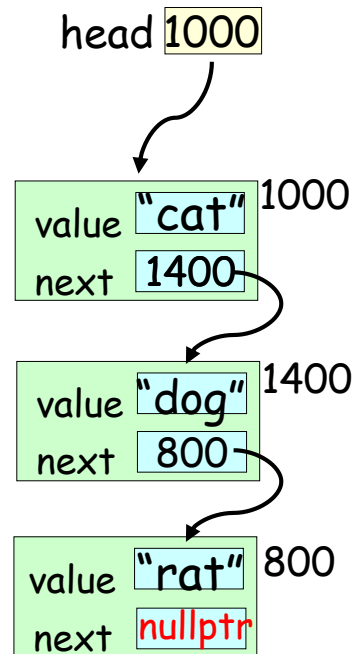 head 1000
1000
value "cat"
next 1400
1400
value "dog"
next 800
800
value "rat"
next nullptr